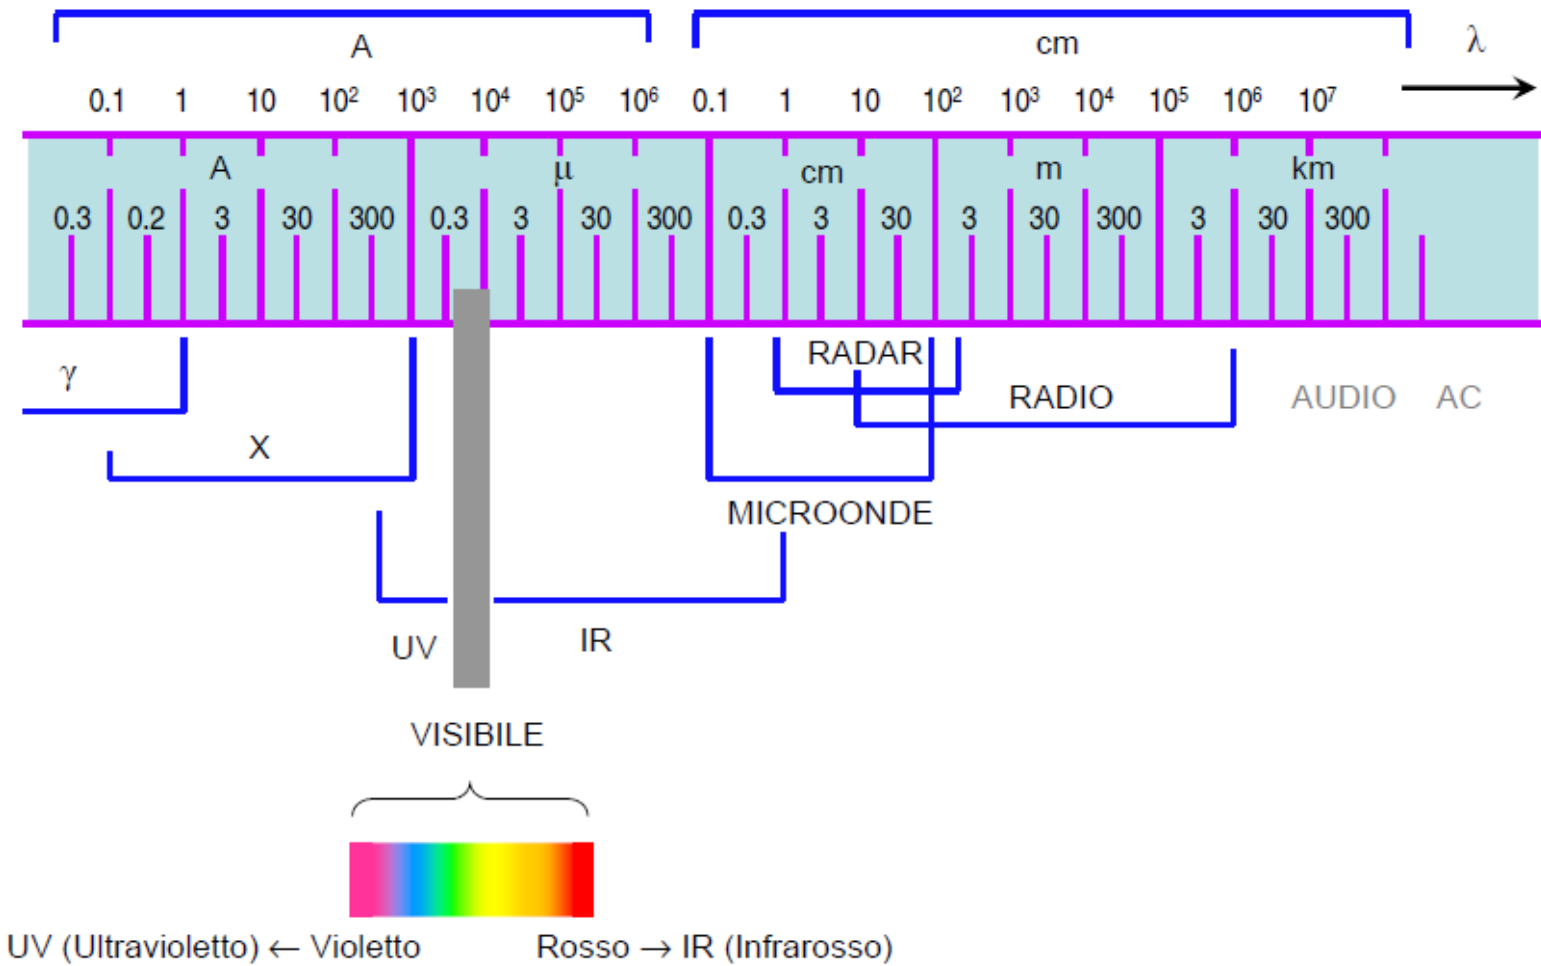 A cm λ
0.1 1 10 10² 10³ 10⁴ 10⁵ 10⁶ 0.1 1 10 10² 10³ 10⁴ 10⁵ 10⁶ 10⁷
A μ cm m km
0.3 0.2 3 30 300 0.3 3 30 300 0.3 3 30 3 30 300 3 30 300
RADAR
γ RADIO AUDIO AC
X
MICROONDE
UV IR
VISIBILE
UV (Ultravioletto) ← Violetto Rosso → IR (Infrarosso)